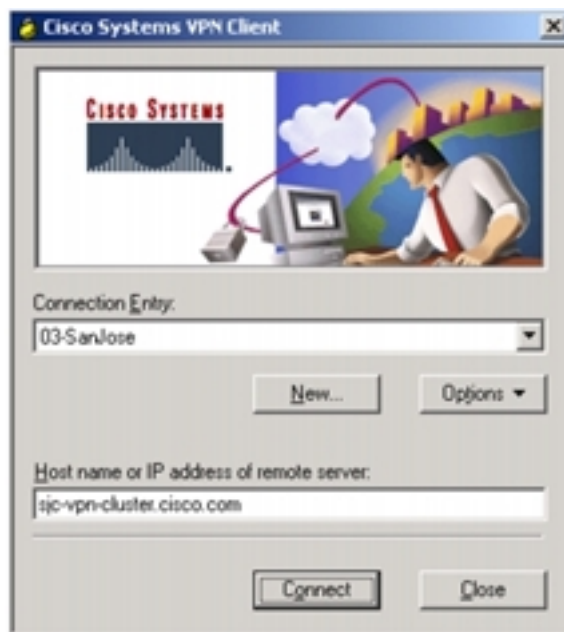 Cisco Systems VPN Client
CISCO SYSTEMS
Connection Entry:
03-SanJose
New...
Options
Host name or IP address of remote server:
sjc-vpn-cluster.cisco.com
Connect
Close